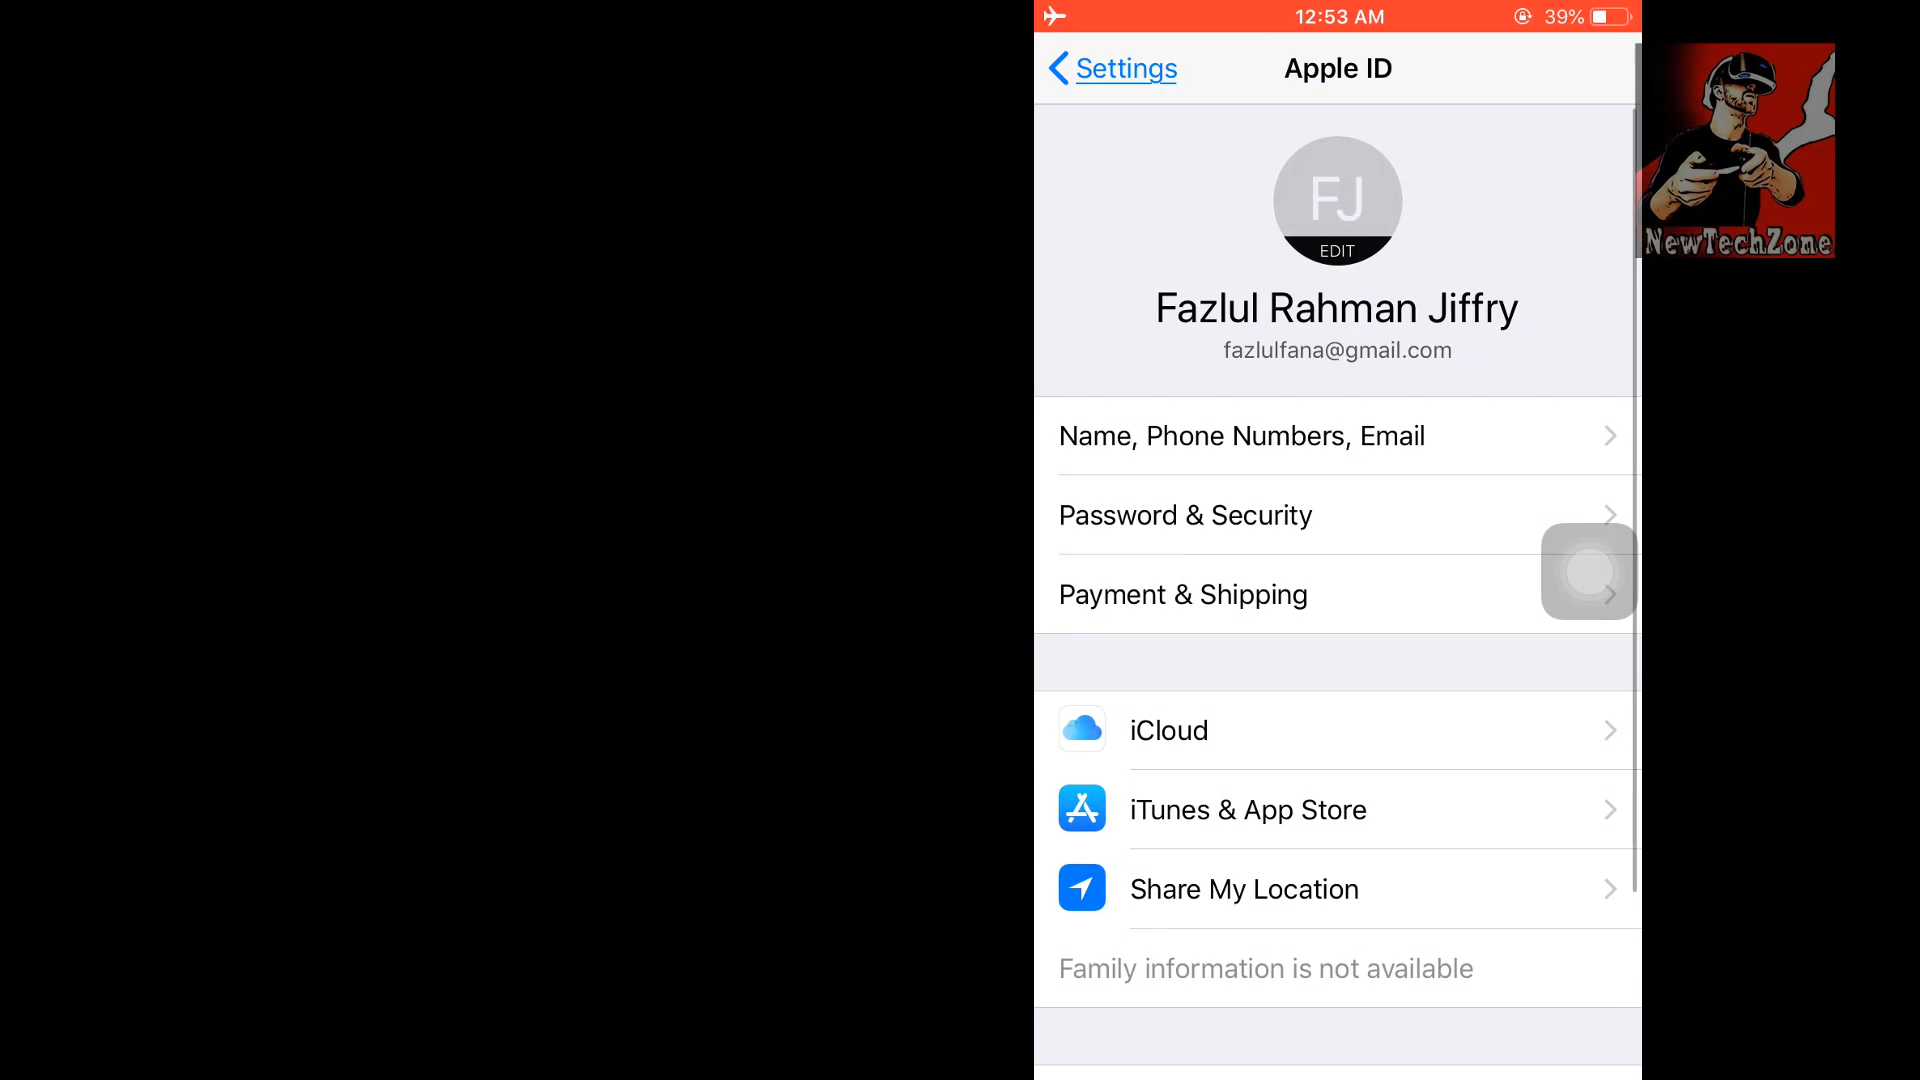 12:53 AM
39%
Settings
Apple ID
FJ
EDIT
NewTechZone
Fazlul Rahman Jiffry
fazlulfana@gmail.com
Name, Phone Numbers, Email
Password & Security
Payment & Shipping
iCloud
iTunes & App Store
Share My Location
Family information is not available